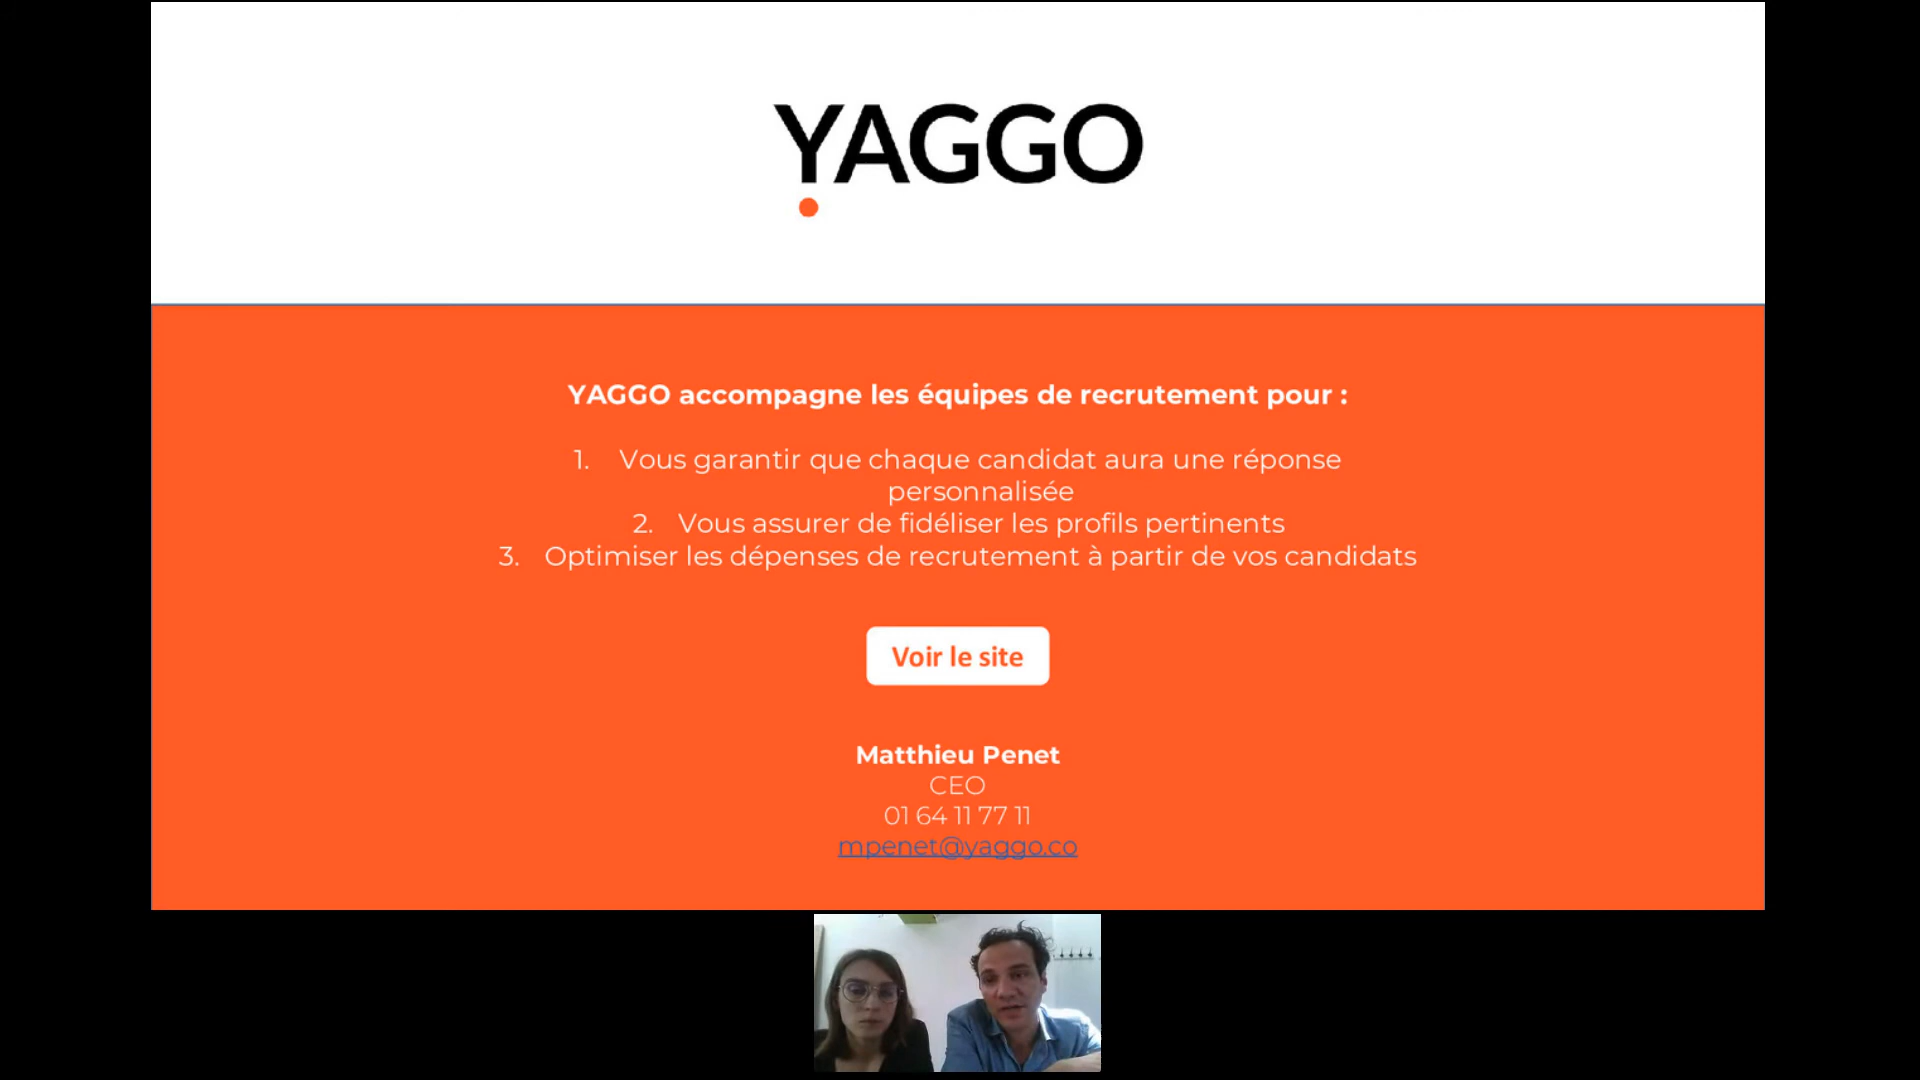 YAGGO
YAGGO accompagne les équipes de recrutement pour :
1. Vous garantir que chaque candidat aura une réponse
personnalisée
2. Vous assurer de fidéliser les profils pertinents
3. Optimiser les dépenses de recrutement à partir de vos candidats
Voir le site
Matthieu Penet
CEO
01 64 11 77 11
mpenet@yaggo.co